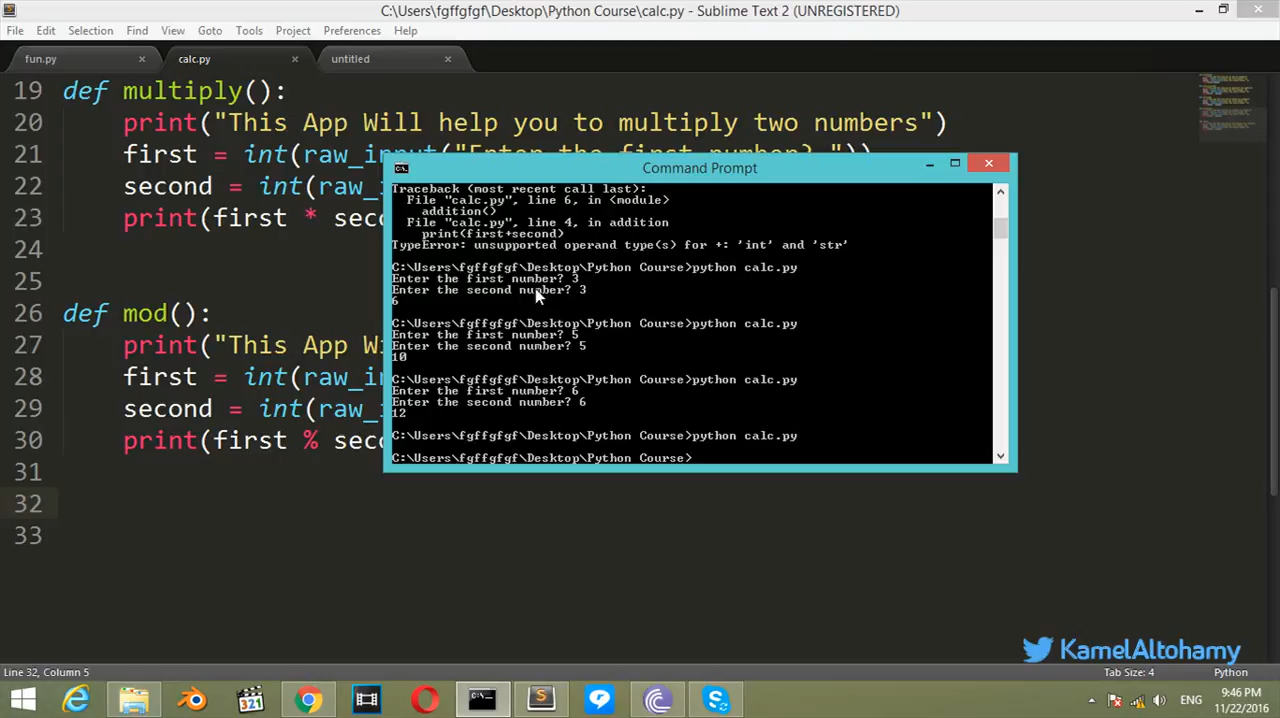 C:\Users\fgffgfgf\Desktop\Python Course\calc.py - Sublime Text 2 (UNREGISTERED)
File Edit Selection Find View Goto Tools Project Preferences Help
fun.py calc.py untitled
19 def multiply():
20 print("This App Will help you to multiply two numbers")
21 first = int(raw_input("Enter the first number? "))
22 second = int(raw_i
23 print(first * seco
24
25
26 def mod():
27 print("This App Wi
28 first = int(raw_in
29 second = int(raw_i
30 print(first % seco
31
32
33
Command Prompt
Traceback (most recent call last):
File "calc.py", line 6, in <module>
addition()
File "calc.py", line 4, in addition
print(first+second)
TypeError: unsupported operand type(s) for +: 'int' and 'str'
C:\Users\fgffgfgf\Desktop\Python Course>python calc.py
Enter the first number? 3
Enter the second number? 3
6
C:\Users\fgffgfgf\Desktop\Python Course>python calc.py
Enter the first number? 5
Enter the second number? 5
10
C:\Users\fgffgfgf\Desktop\Python Course>python calc.py
Enter the first number? 6
Enter the second number? 6
12
C:\Users\fgffgfgf\Desktop\Python Course>python calc.py
C:\Users\fgffgfgf\Desktop\Python Course>
KamelAltohamy
Line 32, Column 5 Tab Size: 4 Python
321
C:\.
ENG
9:46 PM
11/22/2016